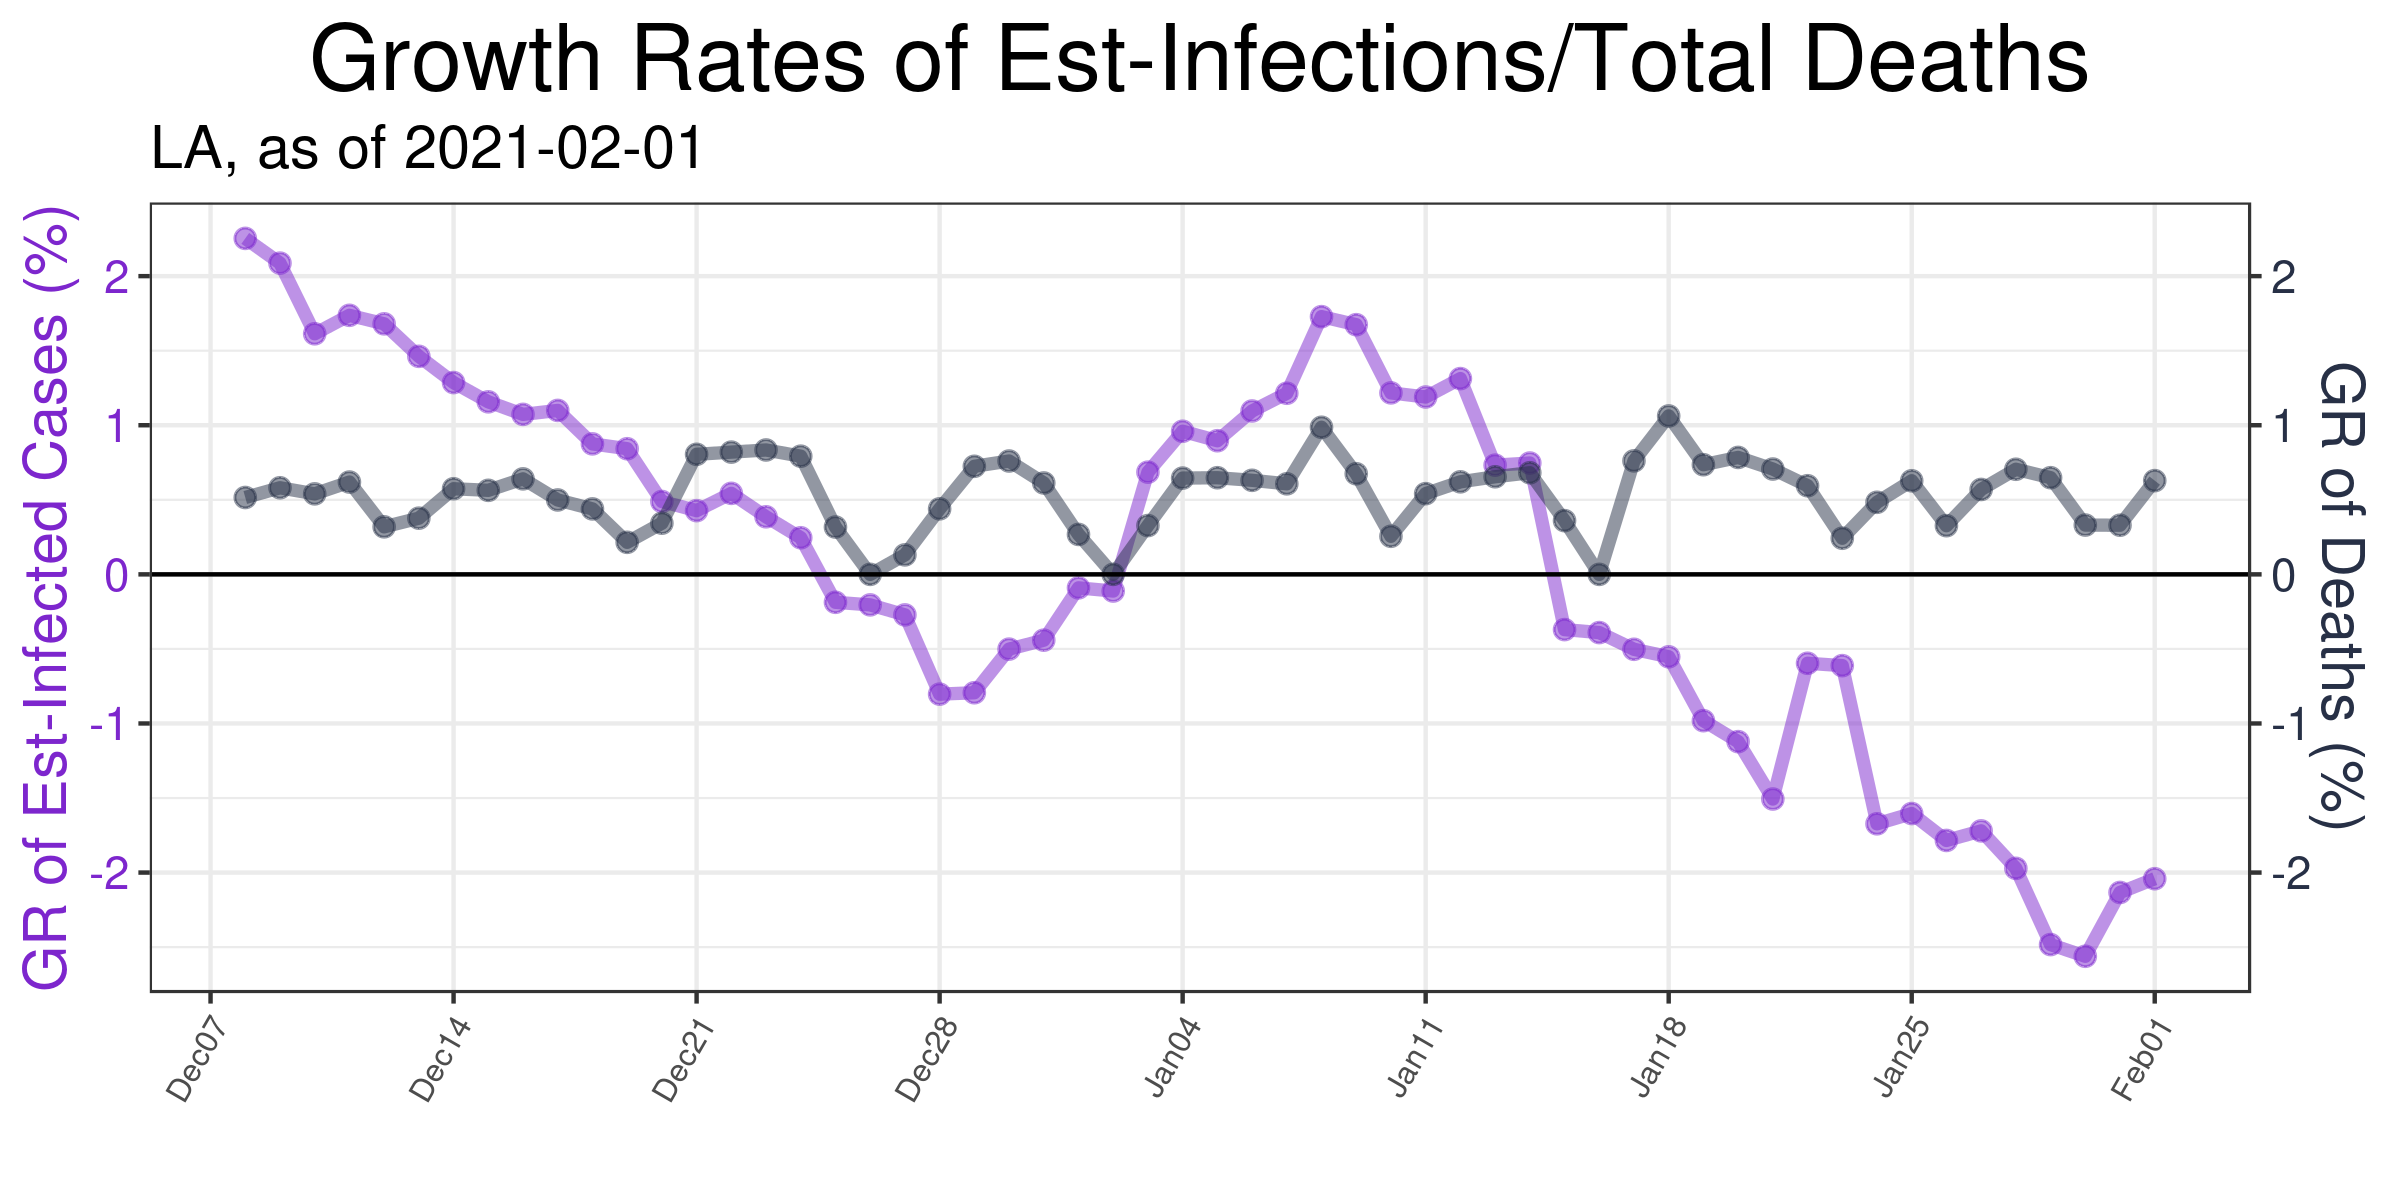 Growth Rates of Est-Infections/Total Deaths
LA, as of 2021-02-01
GR of Est-Infected Cases (%)
2
1
0
-1
-2
2
1
0
-1
-2
GR of Deaths (%)
Dec07
Dec14
Dec21
Dec28
Jan04
Jan11
Jan18
Jan25
Feb01